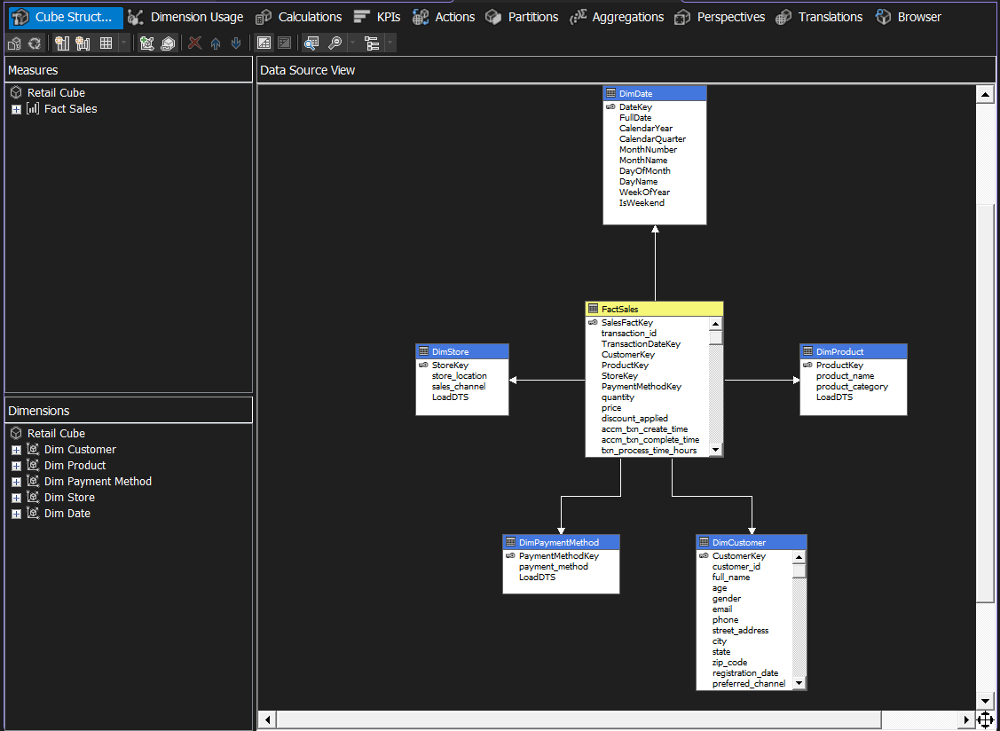 Cube Struct... Dimension Usage Calculations KPIs Actions Partitions Aggregations Perspectives Translations Browser
Measures
Retail Cube
Fact Sales
Dimensions
Retail Cube
Dim Customer
Dim Product
Dim Payment Method
Dim Store
Dim Date
Data Source View
DimDate
DateKey
FullDate
CalendarYear
CalendarQuarter
MonthNumber
MonthName
DayOfMonth
DayName
WeekOfYear
IsWeekend
FactSales
SalesFactKey
transaction_id
TransactionDateKey
CustomerKey
ProductKey
StoreKey
PaymentMethodKey
quantity
price
discount_applied
accm_txn_create_time
accm_txn_complete_time
txn_process_time_hours
DimStore
StoreKey
store_location
sales_channel
LoadDTS
DimProduct
ProductKey
product_name
product_category
LoadDTS
DimPaymentMethod
PaymentMethodKey
payment_method
LoadDTS
DimCustomer
CustomerKey
customer_id
full_name
age
gender
email
phone
street_address
city
state
zip_code
registration_date
preferred_channel